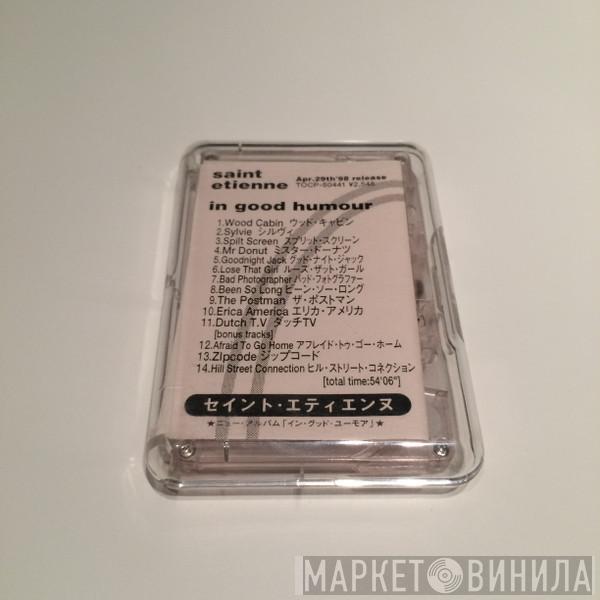 saint
etienne
Apr.29th'98 release
TOCP-50441 ¥2,548
in good humour
1.Wood Cabin ウッド・キャビン
2.Sylvie シルヴィ
3.Spilt Screen スプリット・スクリーン
4.Mr Donut ミスター・ドーナツ
5.Goodnight Jack グッド・ナイト・ジャック
6.Lose That Girl ルーズ・ザット・ガール
7.Bad Photographer バッド・フォトグラファー
8.Been So Long ビーン・ソー・ロング
9.The Postman ザ・ポストマン
10.Erica America エリカ・アメリカ
11.Dutch T.V ダッチTV
[bonus tracks]
12.Afraid To Go Home アフレイド・トゥ・ゴー・ホーム
13.Zipcode ジップコード
14.Hill Street Connection ヒル・ストリート・コネクション
[total time:54'06"]
セイント・エティエンヌ
★ニュー・アルバム「イン・グッド・ユーモア」★
МАРКЕТ ВИНИЛА